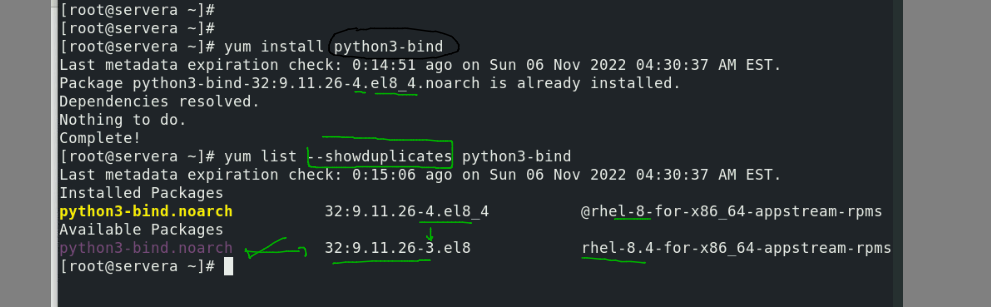 [root@servera ~]#
[root@servera ~]#
[root@servera ~]# yum install python3-bind
Last metadata expiration check: 0:14:51 ago on Sun 06 Nov 2022 04:30:37 AM EST.
Package python3-bind-32:9.11.26-4.el8_4.noarch is already installed.
Dependencies resolved.
Nothing to do.
Complete!
[root@servera ~]# yum list --showduplicates python3-bind
Last metadata expiration check: 0:15:06 ago on Sun 06 Nov 2022 04:30:37 AM EST.
Installed Packages
python3-bind.noarch 32:9.11.26-4.el8_4 @rhel-8-for-x86_64-appstream-rpms
Available Packages
python3-bind.noarch 32:9.11.26-3.el8 rhel-8.4-for-x86_64-appstream-rpms
[root@servera ~]#